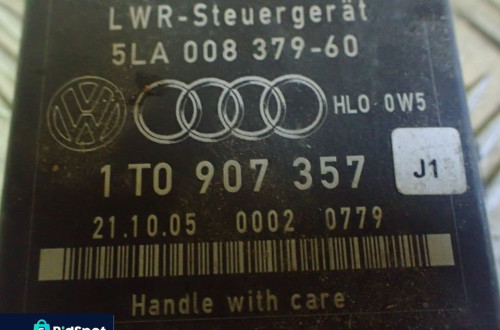 LWR-Steuergerät
5LA 008 379-60
HLO 0W5
1T0 907 357
J1
21.10.05 0002 0779
Handle with care
BidSpot